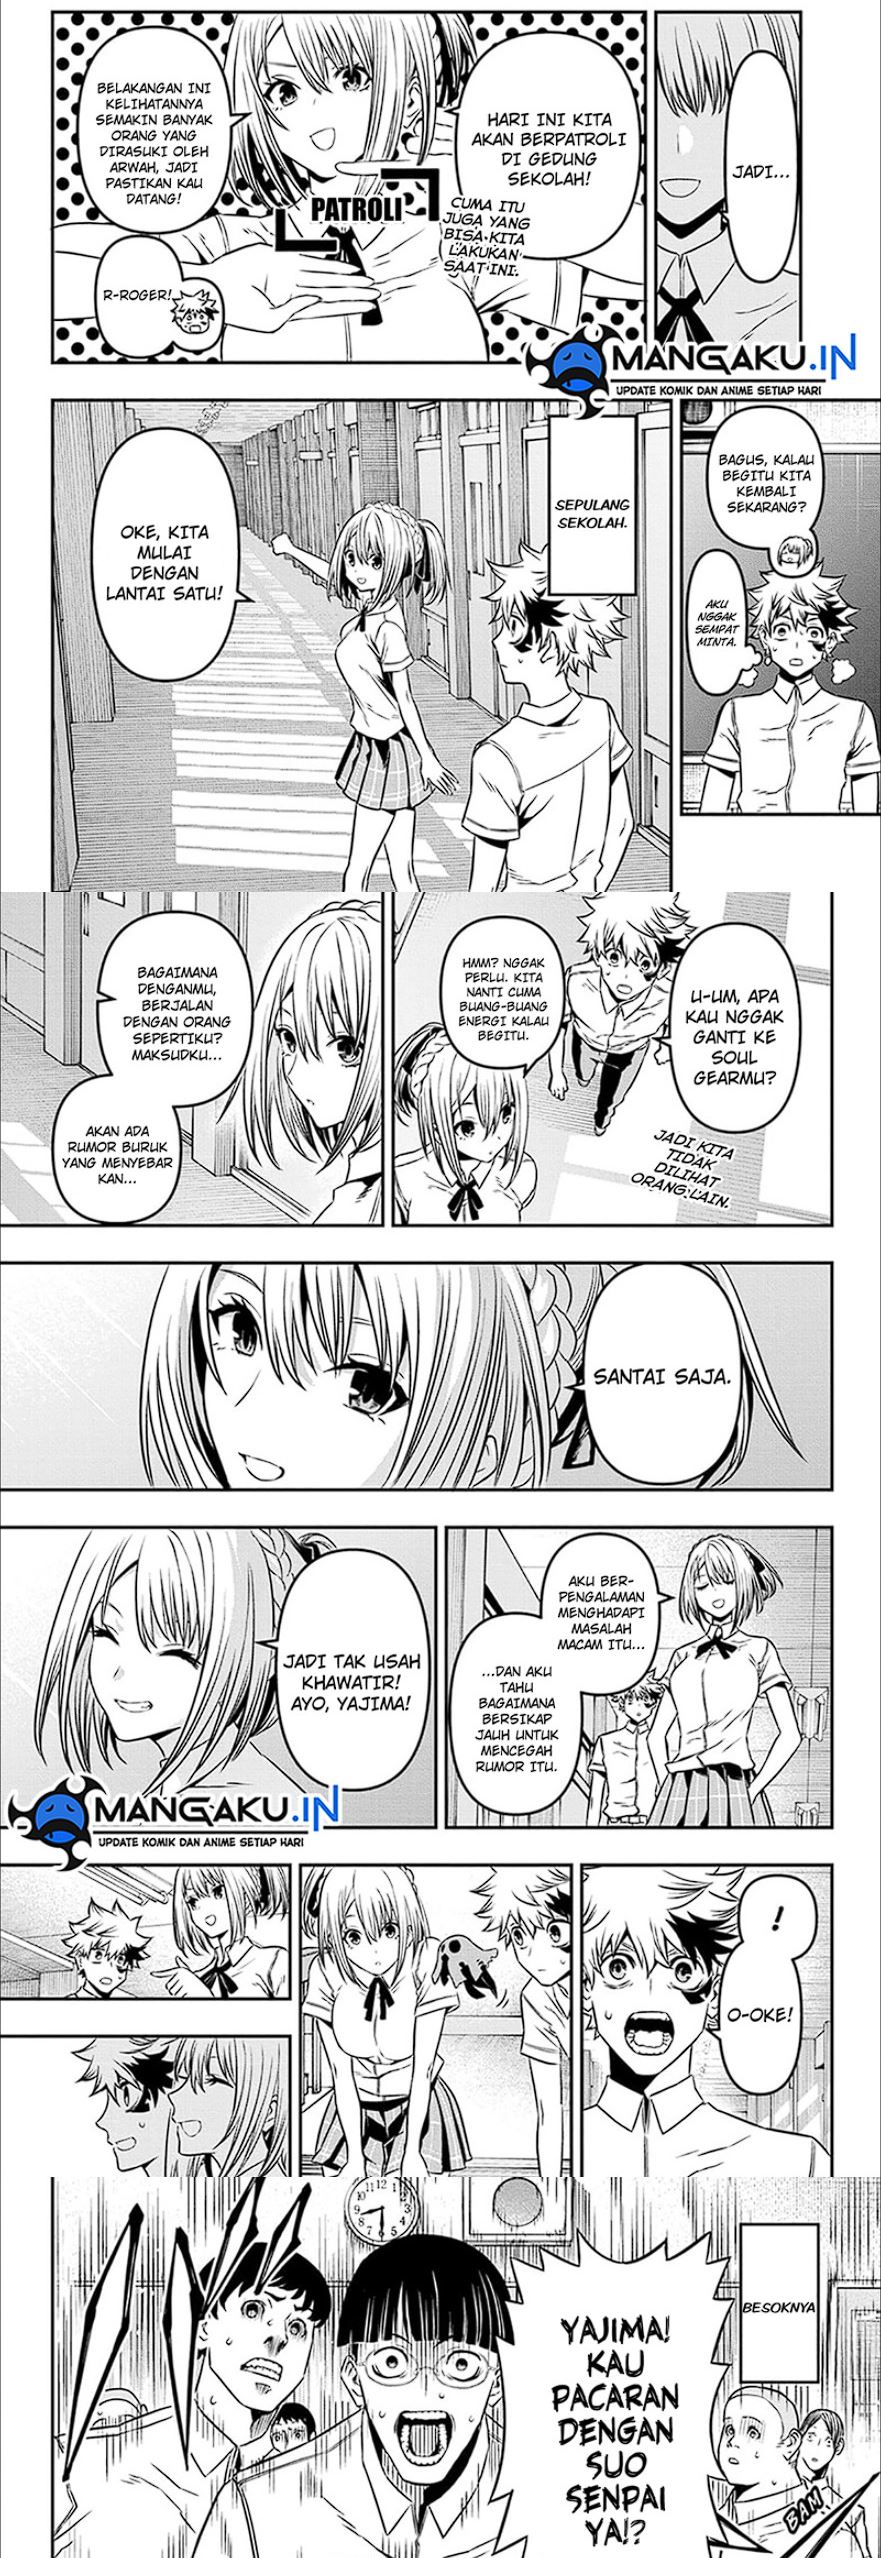 JADI...
HARI INI KITA
AKAN BERPATROLI
DI GEDUNG
SEKOLAH!
CUMA ITU
JUGA YANG
BISA KITA
LAKUKAN
SAAT INI.
PATROLI
BELAKANGAN INI
KELIHATANNYA
SEMAKIN BANYAK
ORANG YANG
DIRASUKI OLEH
ARWAH, JADI
PASTIKAN KAU
DATANG!
R-ROGER!
MANGAKU.IN
UPDATE KOMIK DAN ANIME SETIAP HARI
BAGUS, KALAU
BEGITU KITA
KEMBALI
SEKARANG?
AKU
NGGAK
SEMPAT
MINTA.
SEPULANG
SEKOLAH.
OKE, KITA
MULAI
DENGAN
LANTAI SATU!
U-UM, APA
KAU NGGAK
GANTI KE
SOUL
GEARMU?
JADI KITA
TIDAK
DILIHAT
ORANG LAIN.
HMM? NGGAK
PERLU. KITA
NANTI CUMA
BUANG-BUANG
ENERGI KALAU
BEGITU.
BAGAIMANA
DENGANMU,
BERJALAN
DENGAN ORANG
SEPERTIKU?
MAKSUDKU...
AKAN ADA
RUMOR BURUK
YANG MENYEBAR
KAN...
SANTAI SAJA.
AKU BER-
PENGALAMAN
MENGHADAPI
MASALAH
MACAM ITU...
...DAN AKU
TAHU
BAGAIMANA
BERSIKAP
JAUH UNTUK
MENCEGAH
RUMOR ITU.
JADI TAK USAH
KHAWATIR!
AYO, YAJIMA!
MANGAKU.IN
UPDATE KOMIK DAN ANIME SETIAP HARI
!
O-OKE!
BESOKNYA
YAJIMA!
KAU
PACARAN
DENGAN
SUO
SENPAI
YA!?
BAM